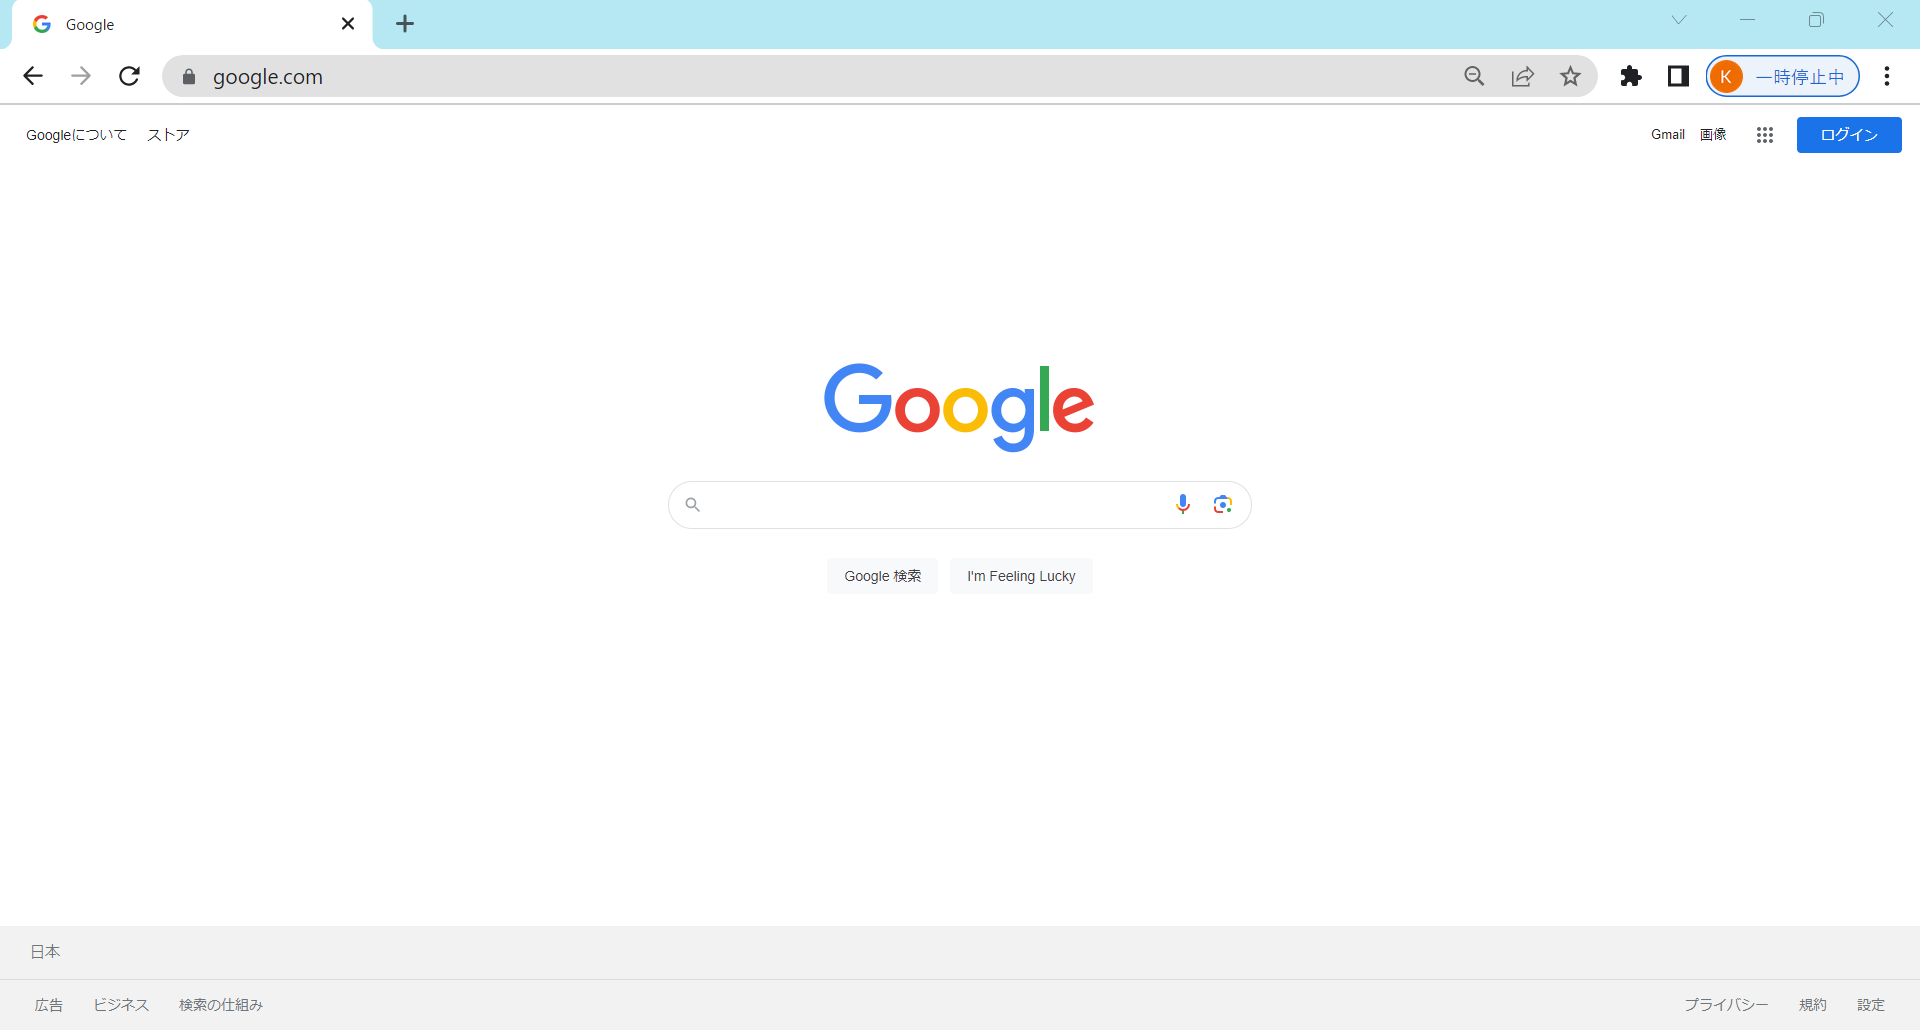 Google
google.com
K 一時停止中
Googleについて ストア
Gmail 画像 ログイン
Google
Google 検索 I'm Feeling Lucky
日本
広告 ビジネス 検索の仕組み プライバシー 規約 設定